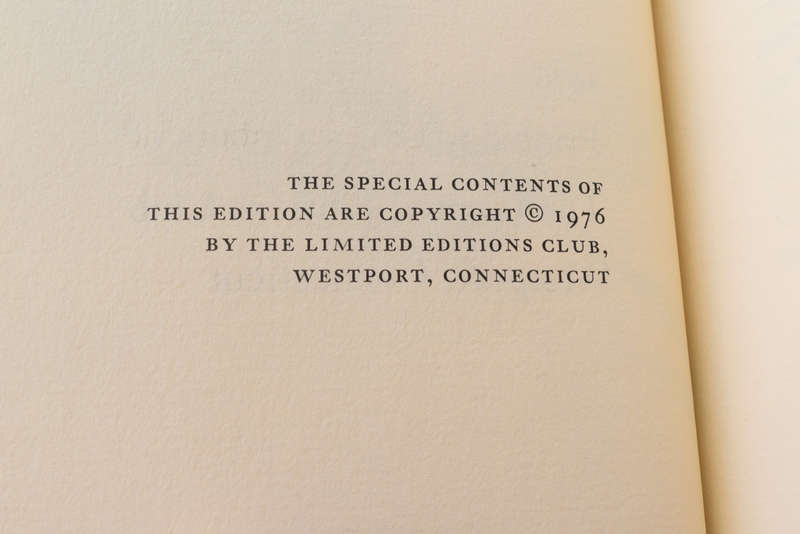 THE SPECIAL CONTENTS OF
THIS EDITION ARE COPYRIGHT © 1976
BY THE LIMITED EDITIONS CLUB,
WESTPORT, CONNECTICUT